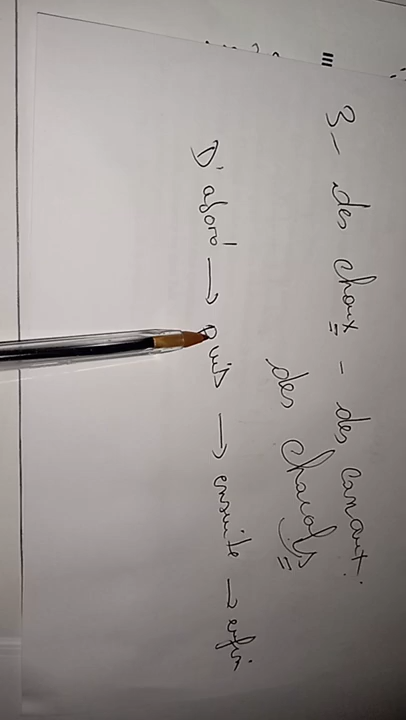 3- des choux - des canaux.
des chacals
D'abord → Puis → ensuite → enfin